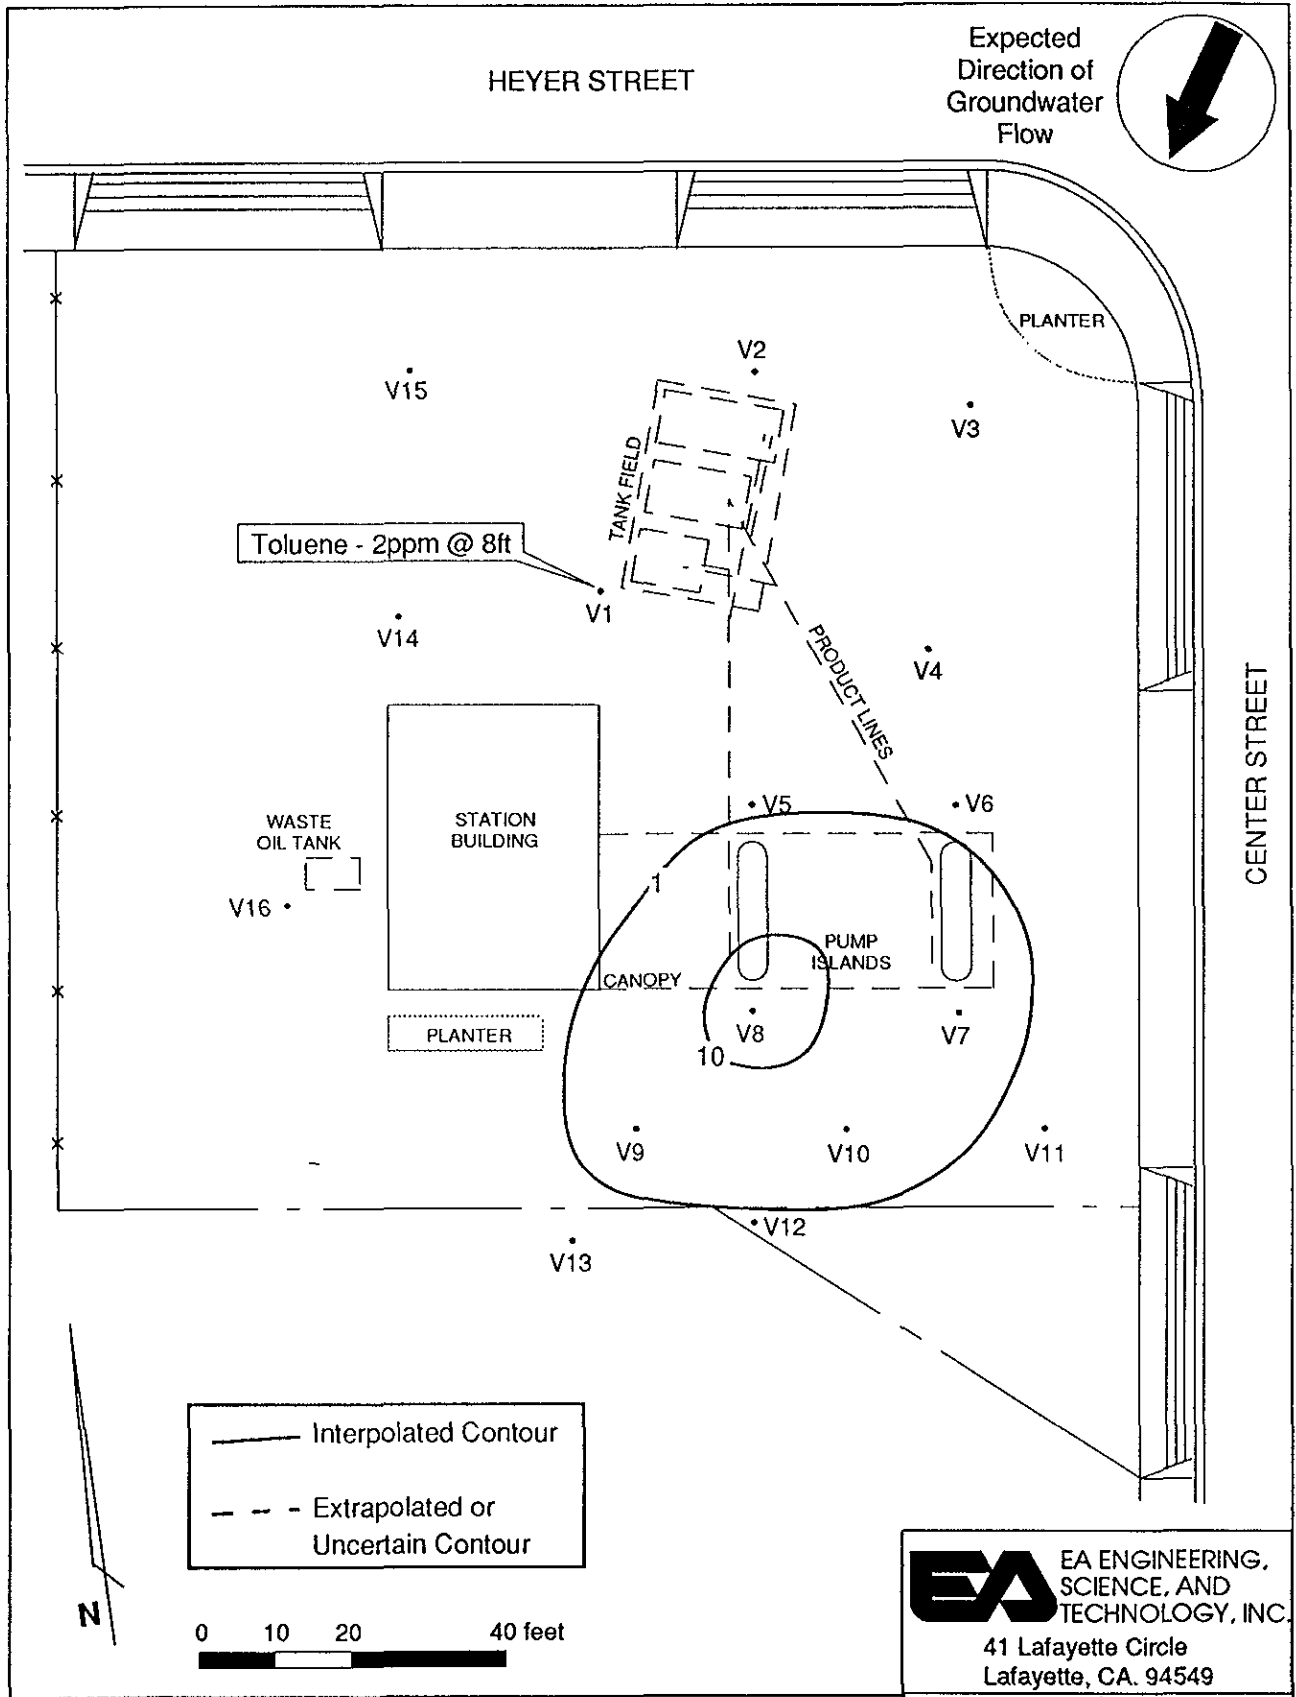 HEYER STREET
Expected
Direction of
Groundwater
Flow
PLANTER
V2
V15
V3
TANK FIELD
Toluene - 2ppm @ 8ft
V1
V14
V4
PRODUCT LINES
CENTER STREET
V5
V6
WASTE
OIL TANK
STATION
BUILDING
1
V16
PUMP
ISLANDS
CANOPY
PLANTER
V8
V7
10
V9
V10
V11
V12
V13
Interpolated Contour
Extrapolated or
Uncertain Contour
N
0 10 20 40 feet
EA
EA ENGINEERING,
SCIENCE, AND
TECHNOLOGY, INC.
41 Lafayette Circle
Lafayette, CA. 94549